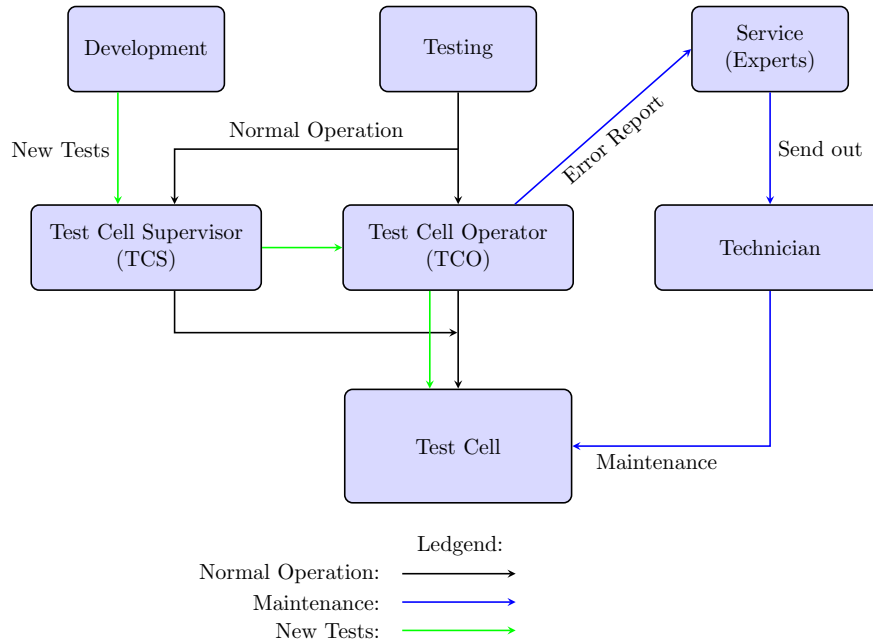 Development
Testing
Service
(Experts)
Normal Operation
New Tests
Error Report
Send out
Test Cell Supervisor
(TCS)
Test Cell Operator
(TCO)
Technician
Test Cell
Maintenance
Ledgend:
Normal Operation:
Maintenance:
New Tests: